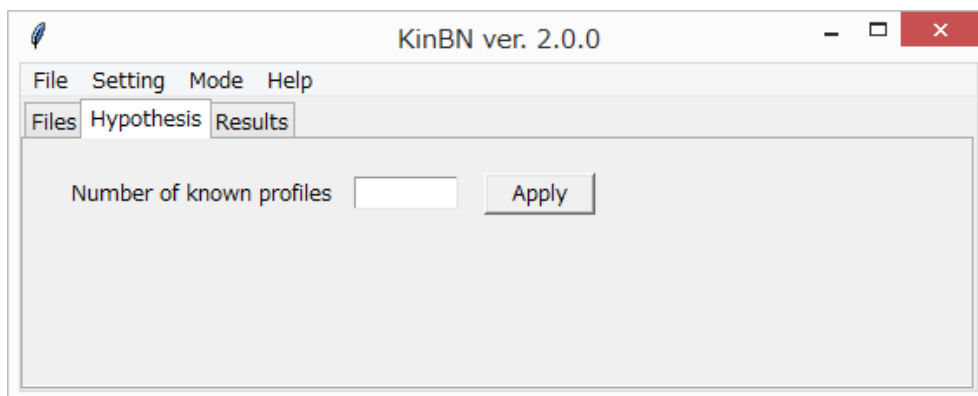 KinBN ver. 2.0.0
File Setting Mode Help
Files Hypothesis Results
Number of known profiles Apply